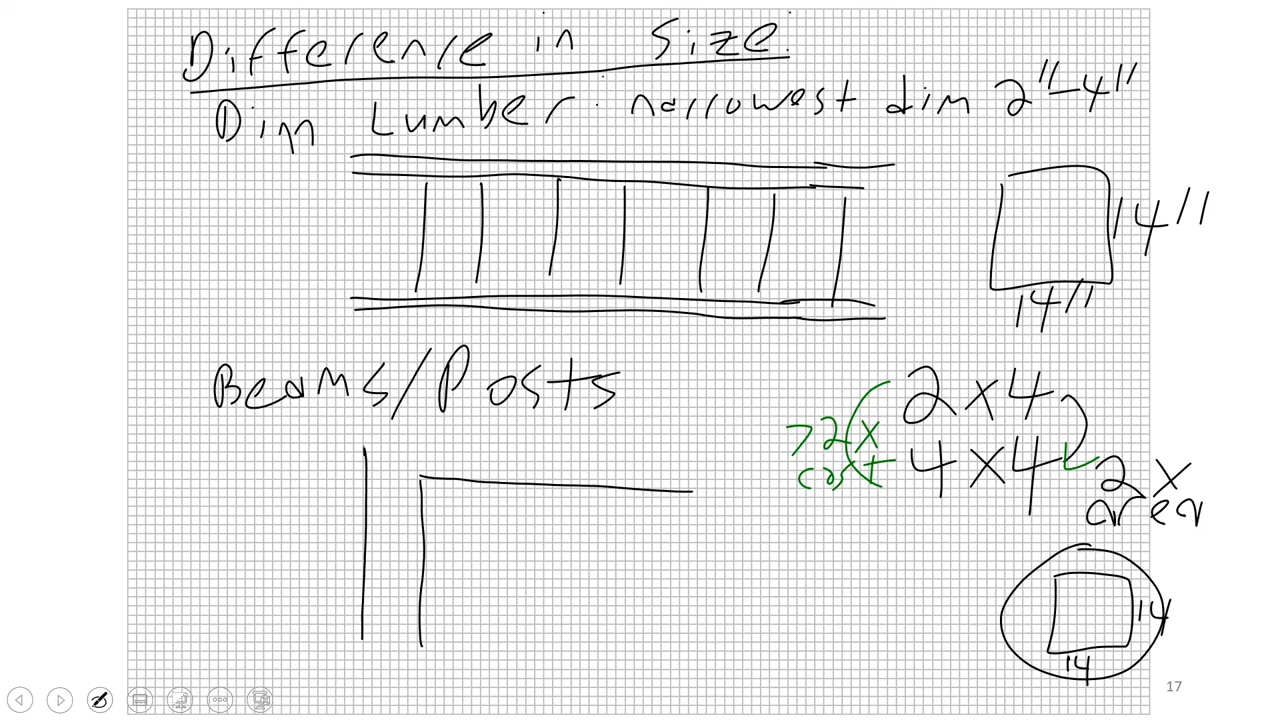 Difference in Size:
Dim Lumber: narrowest dim 2"-4"
14"
14"
Beams/Posts
2x4
>2x
cost
4x4
2x
area
14
14
17